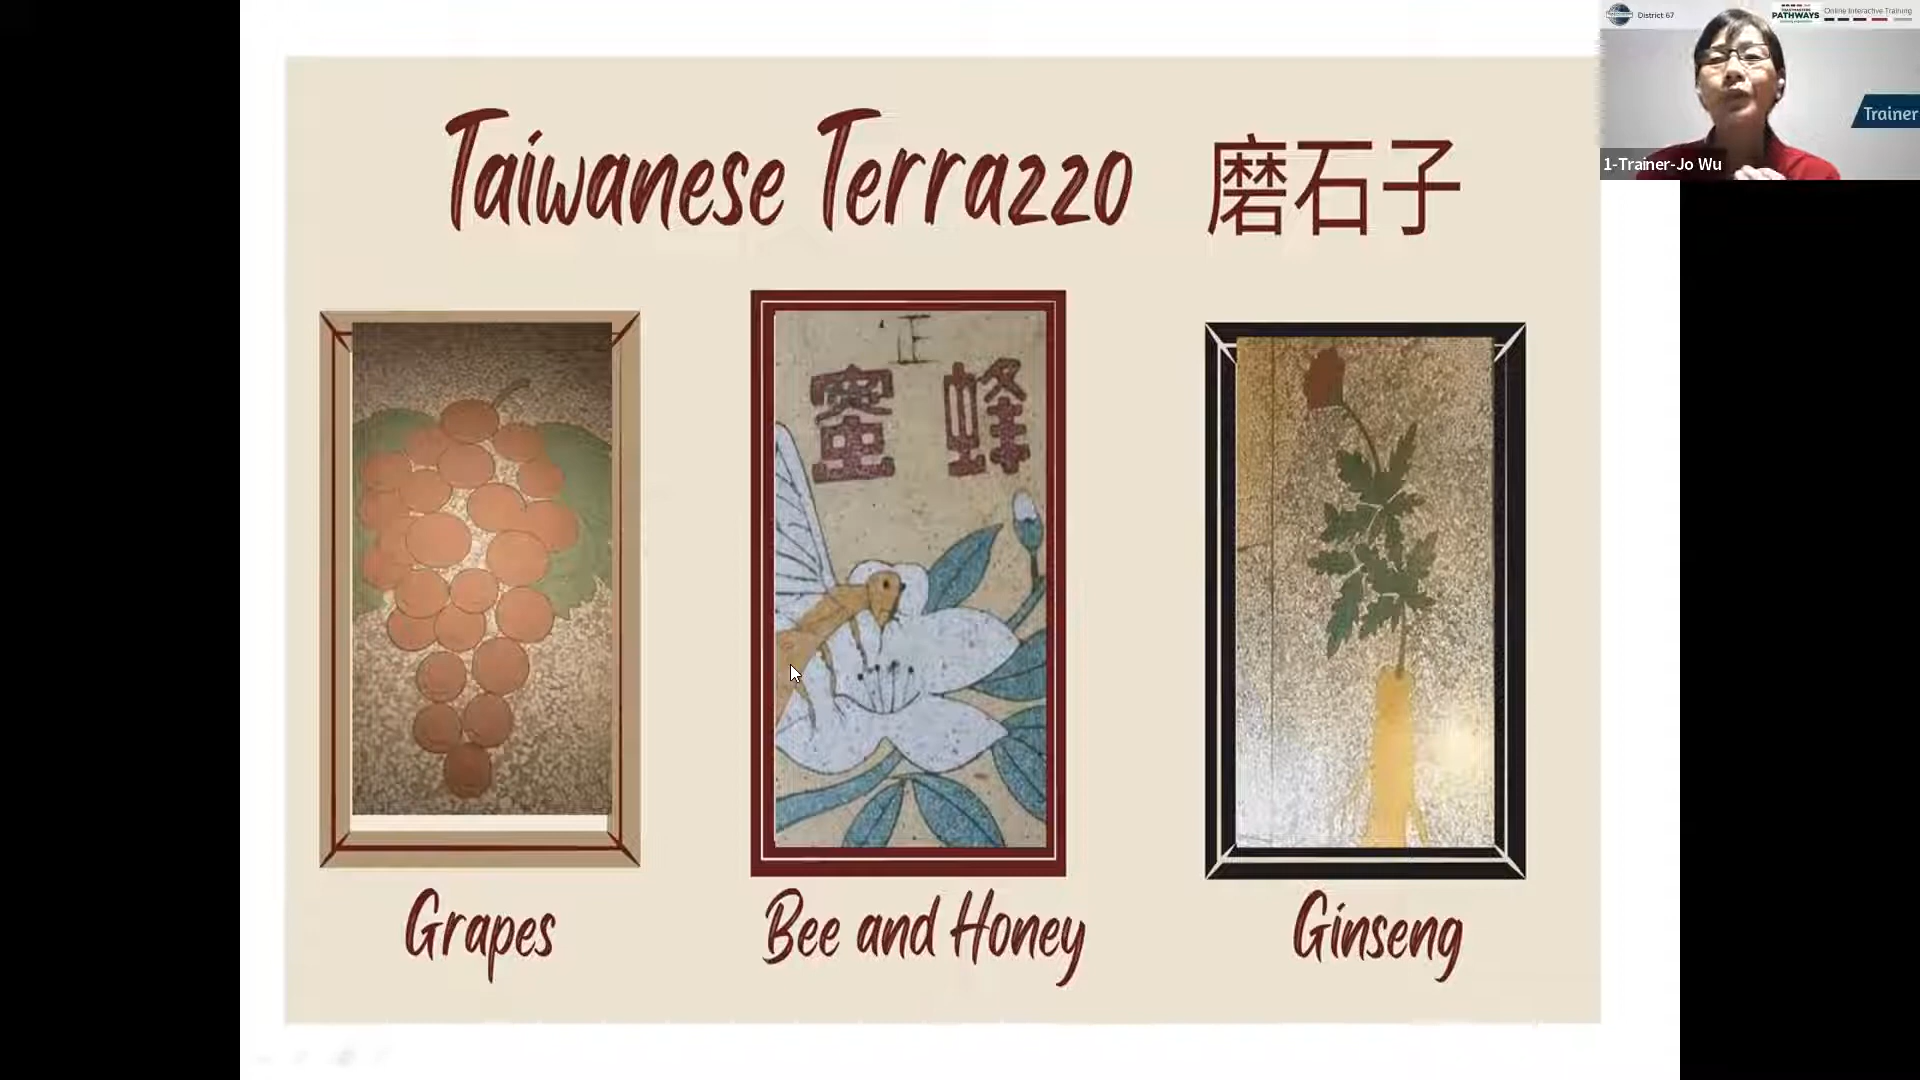 District 67
PATHWAYS
Online Interactive Training
Trainer
1-Trainer-Jo Wu
Taiwanese Terrazzo 磨石子
正
蜜 蜂
Grapes
Bee and Honey
Ginseng